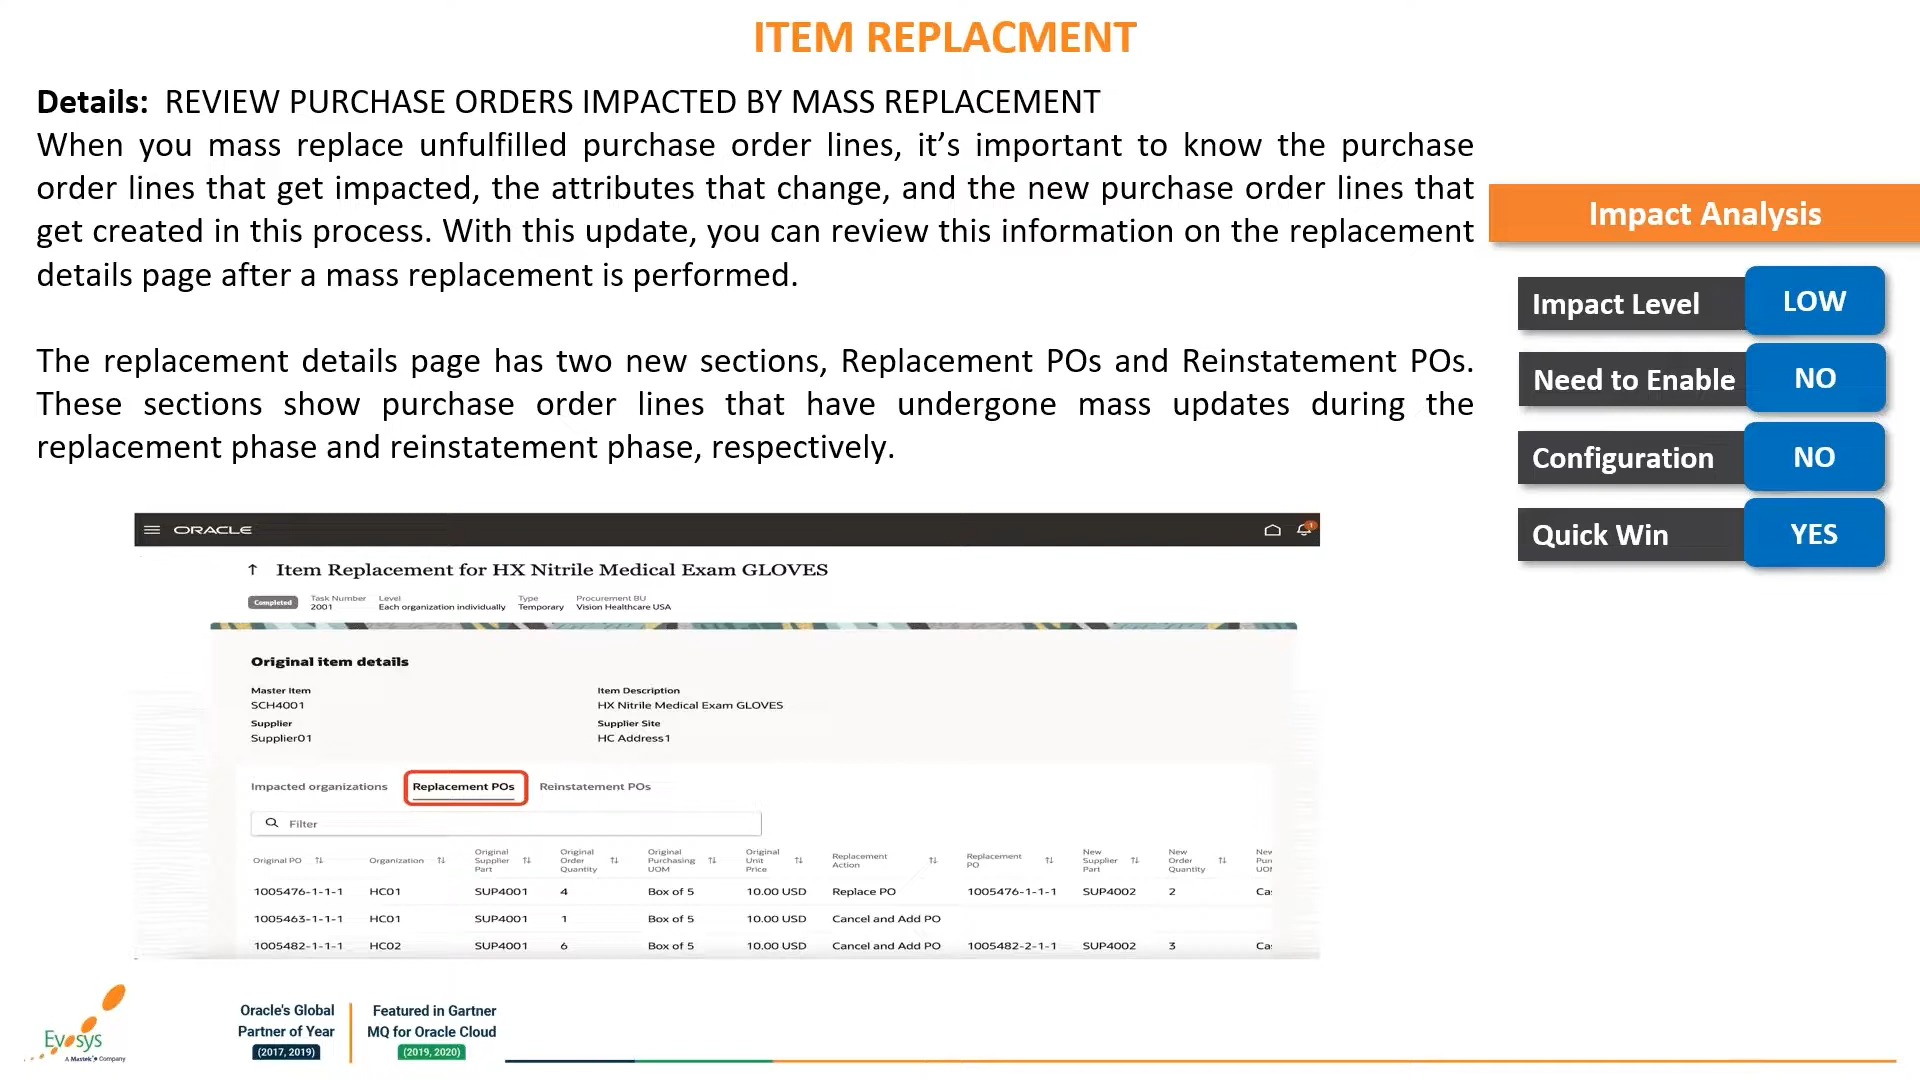 ITEM REPLACMENT
Details: REVIEW PURCHASE ORDERS IMPACTED BY MASS REPLACEMENT
When you mass replace unfulfilled purchase order lines, it’s important to know the purchase
order lines that get impacted, the attributes that change, and the new purchase order lines that
get created in this process. With this update, you can review this information on the replacement
details page after a mass replacement is performed.
The replacement details page has two new sections, Replacement POs and Reinstatement POs.
These sections show purchase order lines that have undergone mass updates during the
replacement phase and reinstatement phase, respectively.
Impact Analysis
Impact Level LOW
Need to Enable NO
Configuration NO
Quick Win YES
ORACLE 1
Item Replacement for HX Nitrile Medical Exam GLOVES
Completed
Task Number Level Type Procurement BU
2001 Each organization individually Temporary Vision Healthcare USA
Original item details
Master Item Item Description
SCH4001 HX Nitrile Medical Exam GLOVES
Supplier Supplier Site
Supplier01 HC Address1
Impacted organizations Replacement POs Reinstatement POs
Filter
Original PO Organization Original Supplier Part Original Order Quantity Original Purchasing UOM Original Unit Price Replacement Action Replacement PO New Supplier Part New Order Quantity New Pur UOI
1005476-1-1-1 HC01 SUP4001 4 Box of 5 10.00 USD Replace PO 1005476-1-1-1 SUP4002 2 Ca
1005463-1-1-1 HC01 SUP4001 1 Box of 5 10.00 USD Cancel and Add PO
1005482-1-1-1 HC02 SUP4001 6 Box of 5 10.00 USD Cancel and Add PO 1005482-2-1-1 SUP4002 3 Ca
Evosys
A Mastek Company
Oracle's Global
Partner of Year
(2017, 2019)
Featured in Gartner
MQ for Oracle Cloud
(2019, 2020)